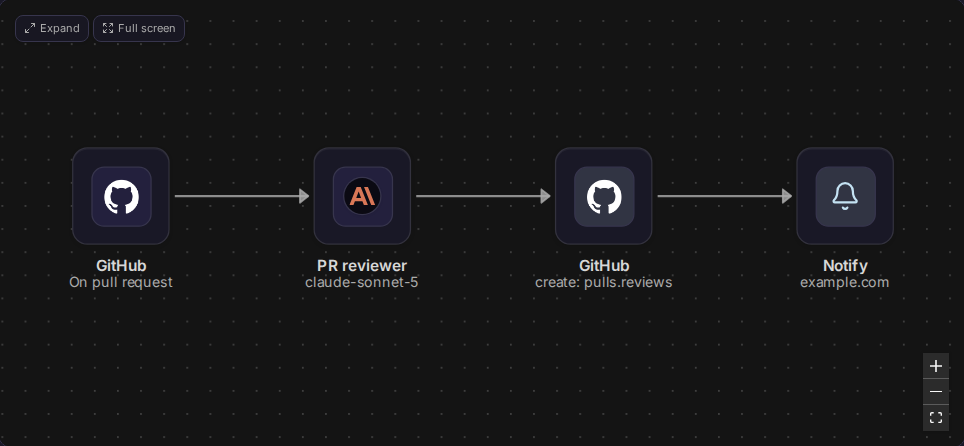 Expand
Full screen
GitHub
On pull request
PR reviewer
claude-sonnet-5
GitHub
create: pulls.reviews
Notify
example.com